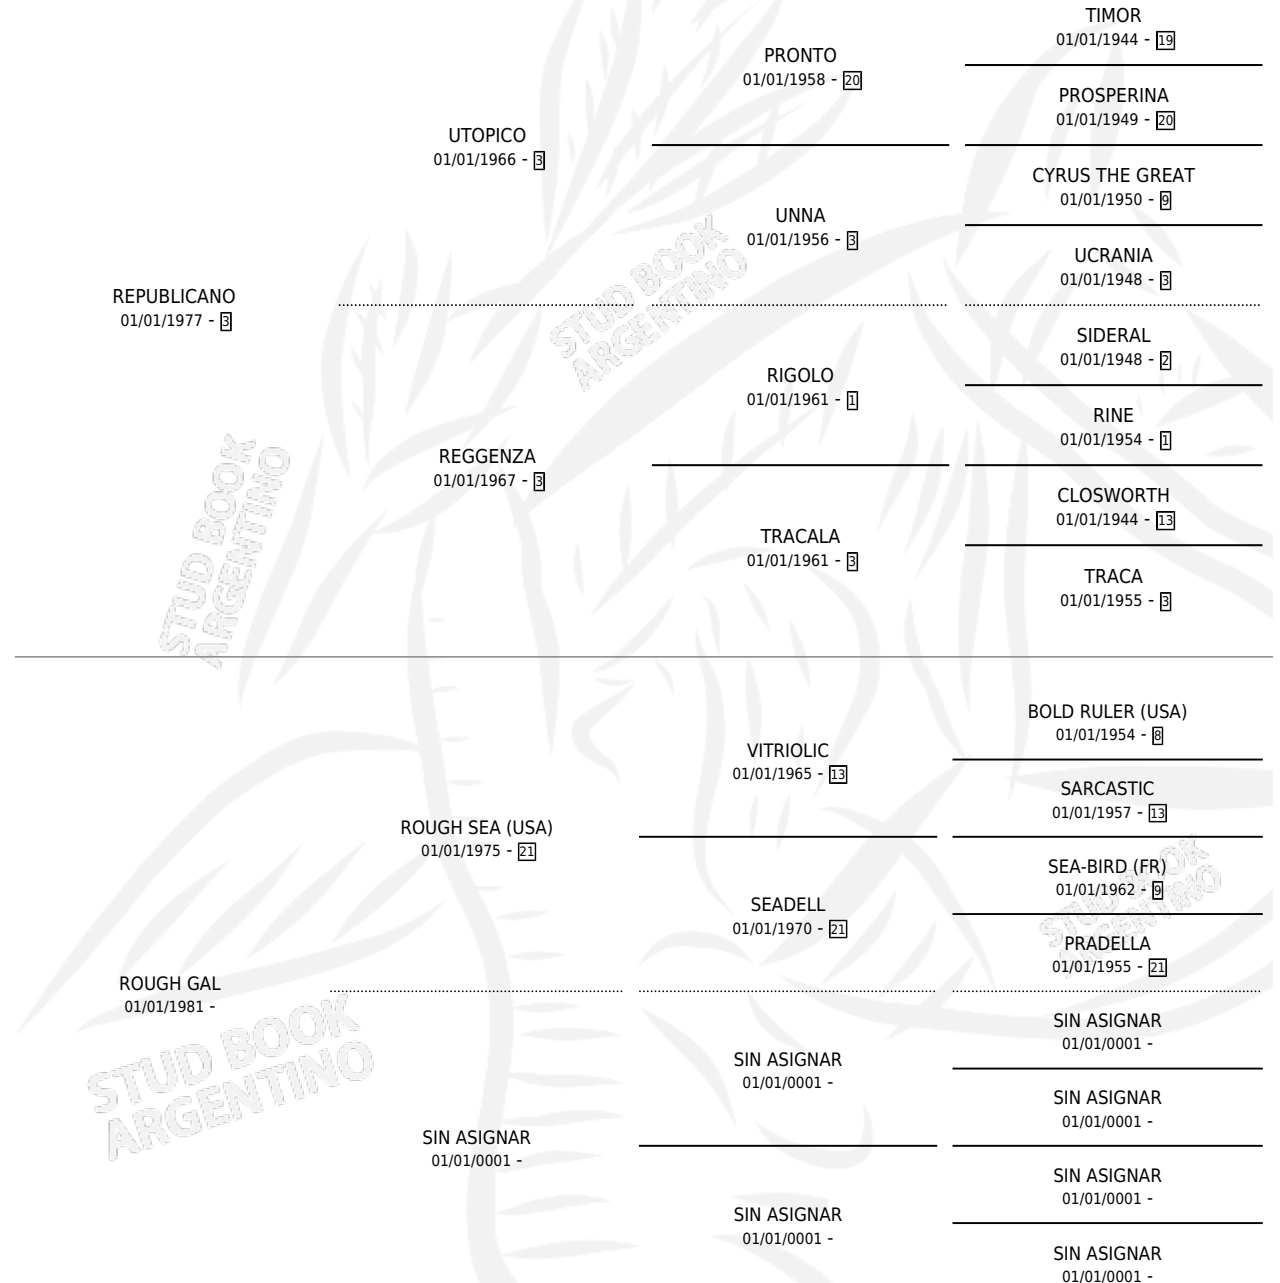 TIMOR
01/01/1944 - 19
PRONTO
01/01/1958 - 20
PROSPERINA
01/01/1949 - 20
UTOPICO
01/01/1966 - 3
CYRUS THE GREAT
01/01/1950 - 9
UNNA
01/01/1956 - 3
UCRANIA
01/01/1948 - 3
REPUBLICANO
01/01/1977 - 3
SIDERAL
01/01/1948 - 2
RIGOLO
01/01/1961 - 1
RINE
01/01/1954 - 1
REGGENZA
01/01/1967 - 3
CLOSWORTH
01/01/1944 - 13
TRACALA
01/01/1961 - 3
TRACA
01/01/1955 - 3
STUD BOOK
ARGENTINO
STUD BOOK
ARGENTINO
BOLD RULER (USA)
01/01/1954 - 8
VITRIOLIC
01/01/1965 - 13
SARCASTIC
01/01/1957 - 13
ROUGH SEA (USA)
01/01/1975 - 21
SEA-BIRD (FR)
01/01/1962 - 9
SEADELL
01/01/1970 - 21
PRADELLA
01/01/1955 - 21
ROUGH GAL
01/01/1981 -
SIN ASIGNAR
01/01/0001 -
SIN ASIGNAR
01/01/0001 -
SIN ASIGNAR
01/01/0001 -
SIN ASIGNAR
01/01/0001 -
SIN ASIGNAR
01/01/0001 -
SIN ASIGNAR
01/01/0001 -
SIN ASIGNAR
01/01/0001 -
STUD BOOK
ARGENTINO
STUD BOOK
ARGENTINO